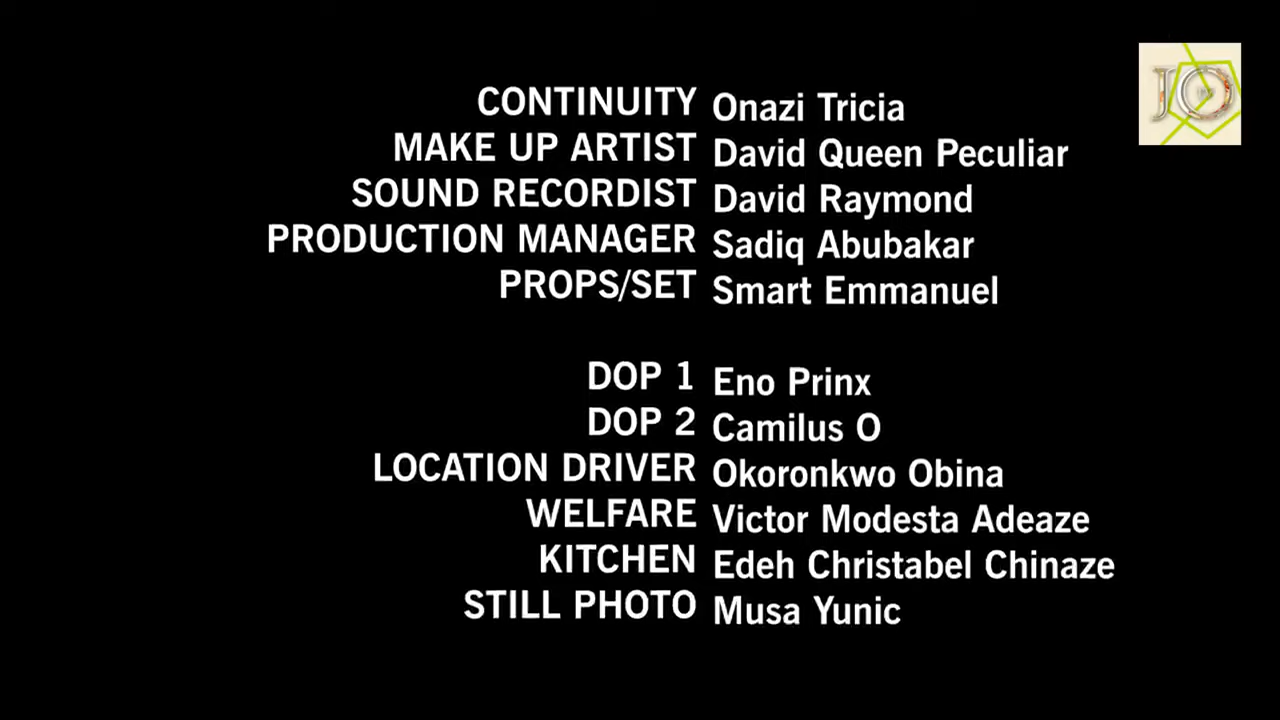 CONTINUITY Onazi Tricia
MAKE UP ARTIST David Queen Peculiar
SOUND RECORDIST David Raymond
PRODUCTION MANAGER Sadiq Abubakar
PROPS/SET Smart Emmanuel
DOP 1 Eno Prinx
DOP 2 Camilus O
LOCATION DRIVER Okoronkwo Obina
WELFARE Victor Modesta Adeaze
KITCHEN Edeh Christabel Chinaze
STILL PHOTO Musa Yunic
JO